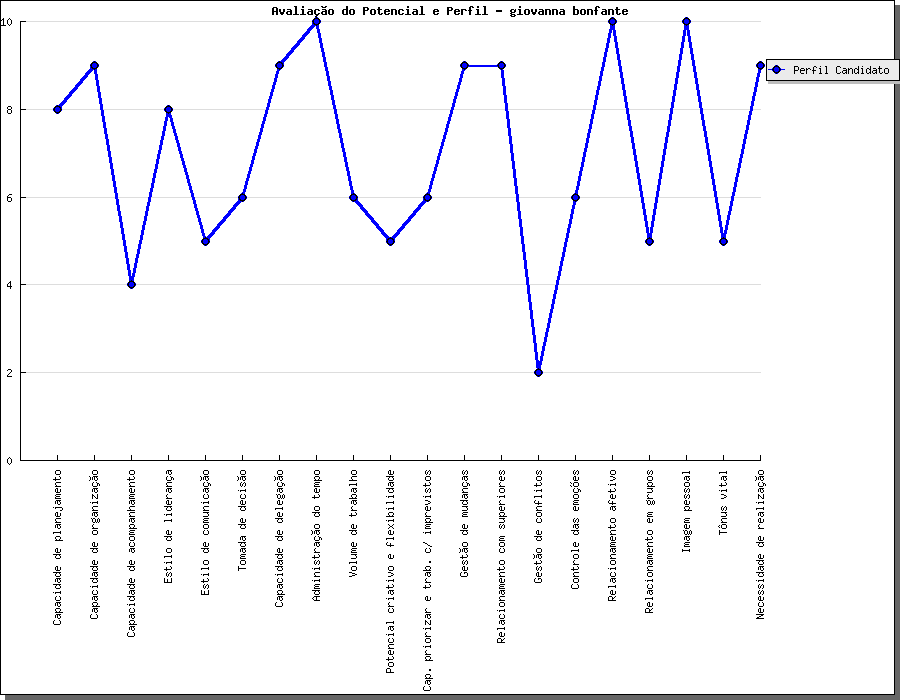 Avaliação do Potencial e Perfil - giovanna bonfante
10
8
6
4
2
0
Perfil Candidato
Capacidade de planejamento
Capacidade de organização
Capacidade de acompanhamento
Estilo de liderança
Estilo de comunicação
Tomada de decisão
Capacidade de delegação
Administração do tempo
Volume de trabalho
Potencial criativo e flexibilidade
Cap. priorizar e trab. c/ imprevistos
Gestão de mudanças
Relacionamento com superiores
Gestão de conflitos
Controle das emoções
Relacionamento afetivo
Relacionamento em grupos
Imagem pessoal
Tônus vital
Necessidade de realização